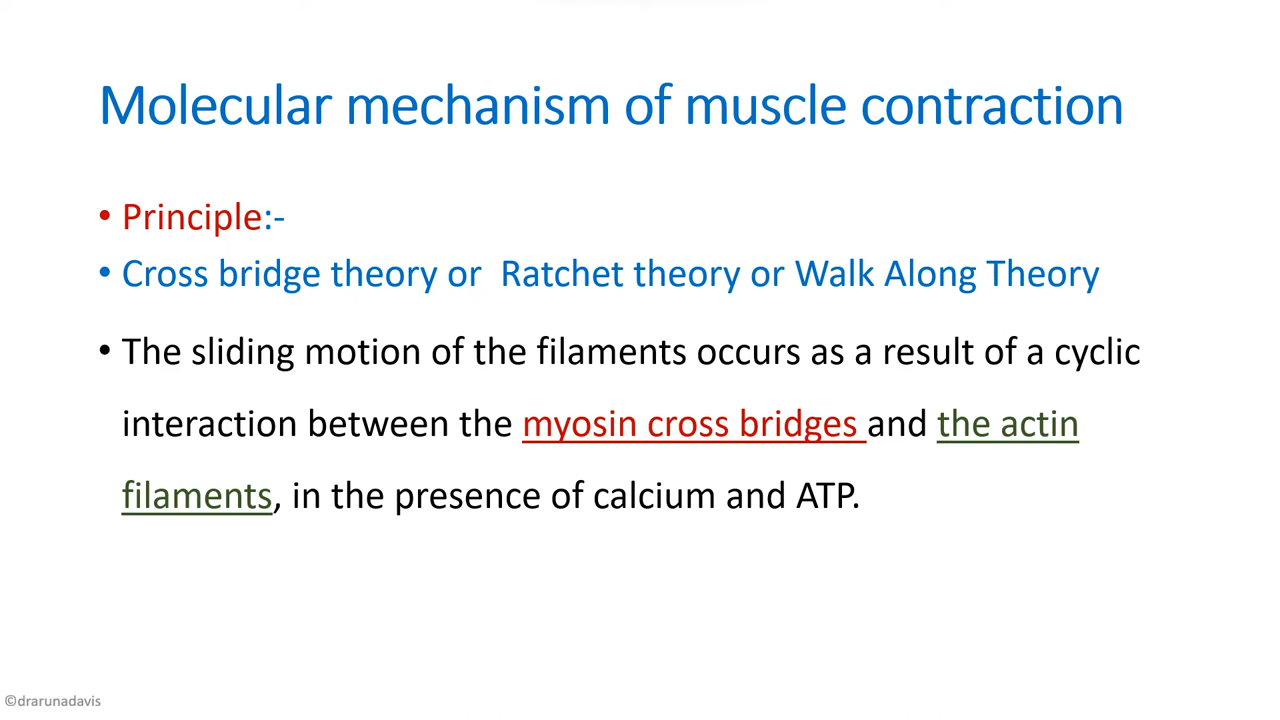 Molecular mechanism of muscle contraction
• Principle:-
• Cross bridge theory or  Ratchet theory or Walk Along Theory
• The sliding motion of the filaments occurs as a result of a cyclic
interaction between the myosin cross bridges and the actin
filaments, in the presence of calcium and ATP.
©drarunadavis